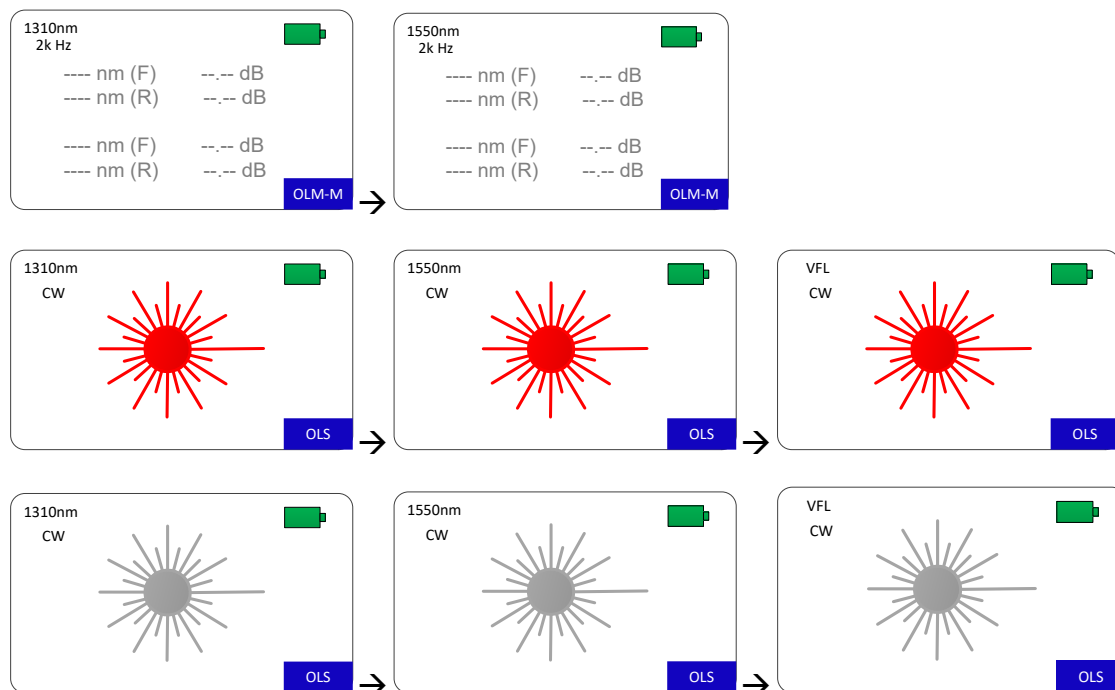 1310nm
2k Hz
---- nm (F) --.-- dB
---- nm (R) --.-- dB
---- nm (F) --.-- dB
---- nm (R) --.-- dB
OLM-M
→
1550nm
2k Hz
---- nm (F) --.-- dB
---- nm (R) --.-- dB
---- nm (F) --.-- dB
---- nm (R) --.-- dB
OLM-M
1310nm
CW
OLS
→
1550nm
CW
OLS
→
VFL
CW
OLS
1310nm
CW
OLS
→
1550nm
CW
OLS
→
VFL
CW
OLS